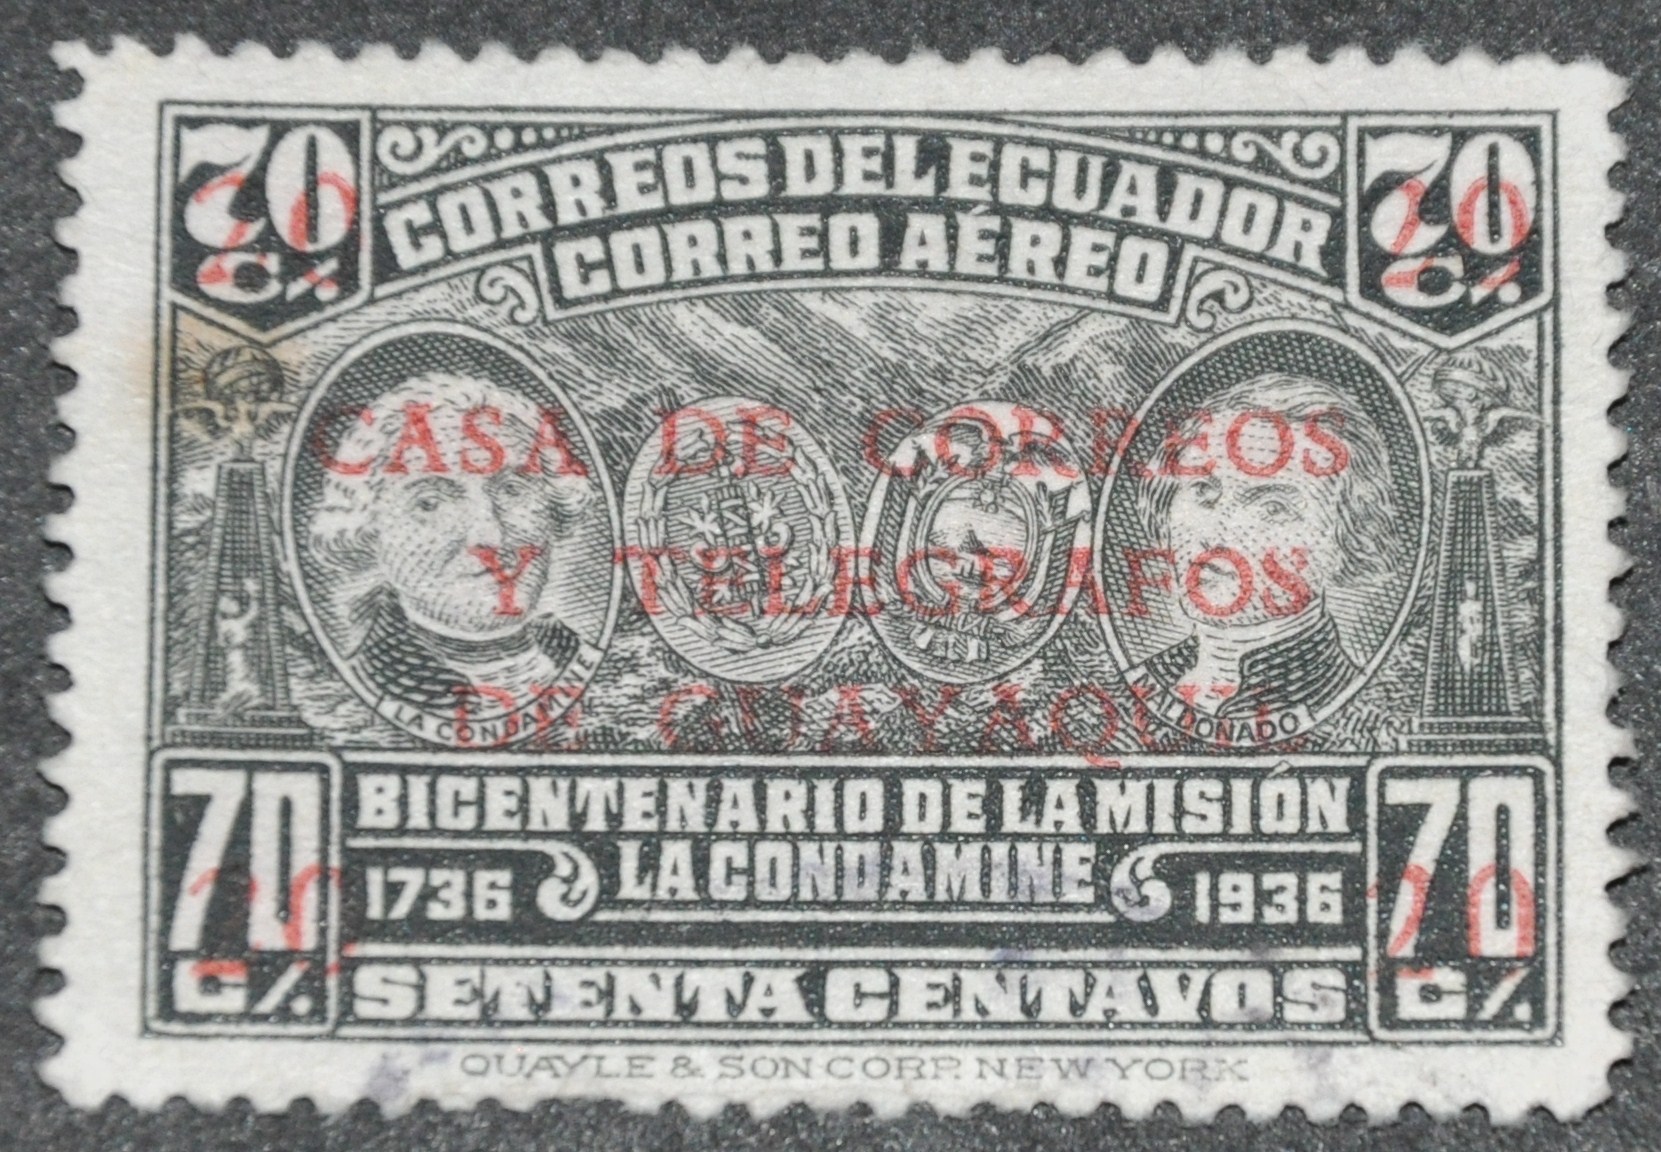 70 C/.
70 C/.
CORREOS DEL ECUADOR
CORREO AÉREO
20
20
CASA DE CORREOS
Y TELEGRAFOS
DE GUAYAQUIL
LA CONDAMINE
MALDONADO
70 C/.
BICENTENARIO DE LA MISIÓN
LA CONDAMINE
1736
1936
70 C/.
20
20
SETENTA CENTAVOS
QUAYLE & SON CORP. NEW YORK